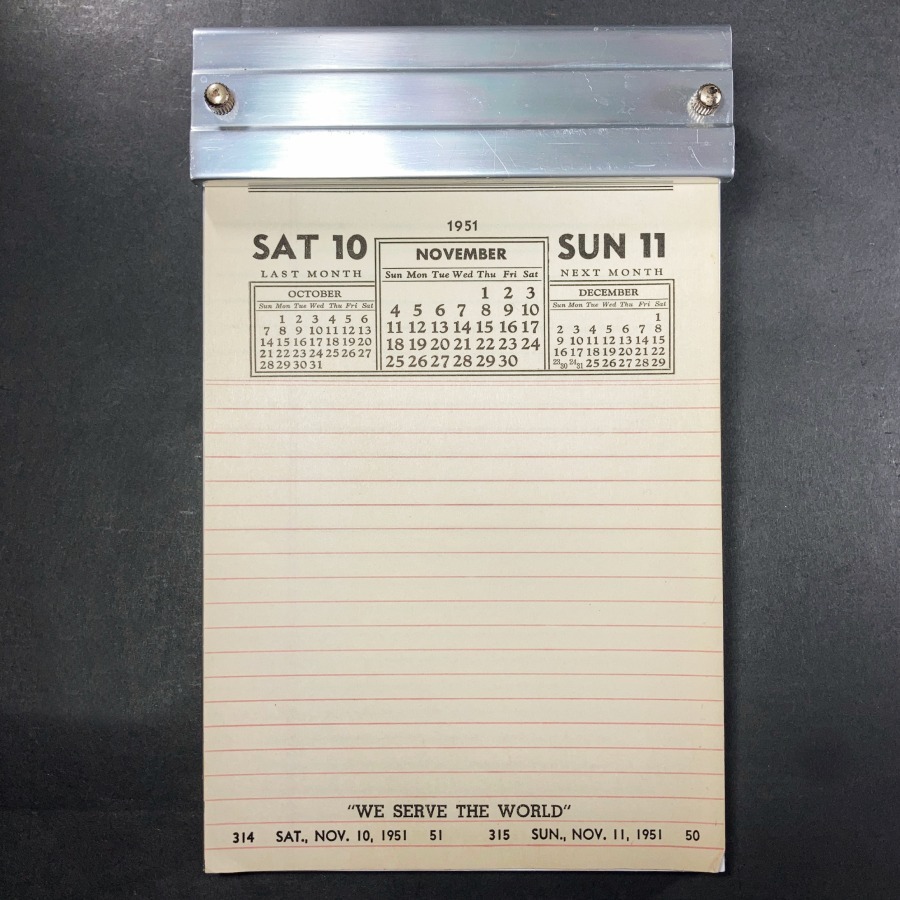 1951
SAT 10
NOVEMBER
SUN 11
LAST MONTH
Sun Mon Tue Wed Thu Fri Sat
NEXT MONTH
OCTOBER
1 2 3
DECEMBER
Sun Mon Tue Wed Thu Fri Sat
4 5 6 7 8 9 10
Sun Mon Tue Wed Thu Fri Sat
1 2 3 4 5 6
11 12 13 14 15 16 17
1
7 8 9 10 11 12 13
18 19 20 21 22 23 24
2 3 4 5 6 7 8
14 15 16 17 18 19 20
25 26 27 28 29 30
9 10 11 12 13 14 15
21 22 23 24 25 26 27
16 17 18 19 20 21 22
28 29 30 31
23/30 24/31 25 26 27 28 29
"WE SERVE THE WORLD"
314 SAT., NOV. 10, 1951 51 315 SUN., NOV. 11, 1951 50